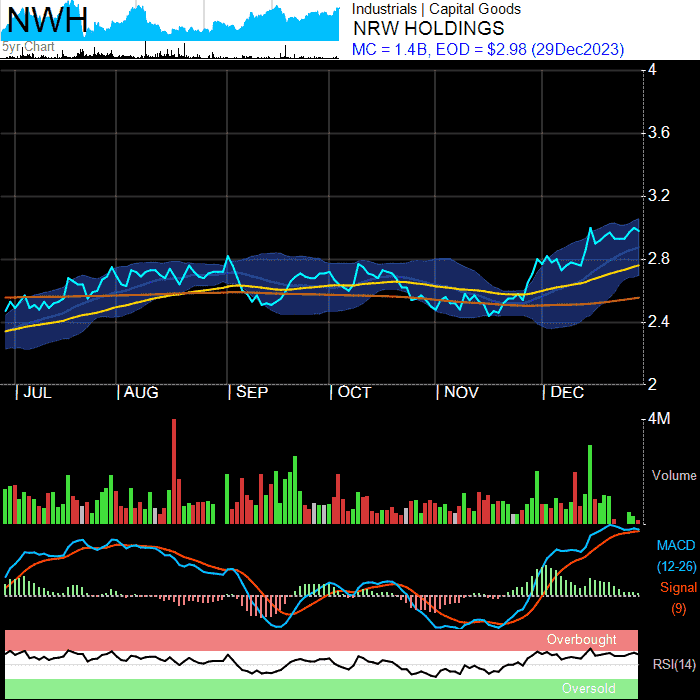 NWH
5yr Chart
Industrials | Capital Goods
NRW HOLDINGS
MC = 1.4B, EOD = $2.98 (29Dec2023)
4
3.6
3.2
2.8
2.4
2
| JUL | AUG | SEP | OCT | NOV | DEC
4M
Volume
MACD
(12-26)
Signal
(9)
Overbought
RSI(14)
Oversold